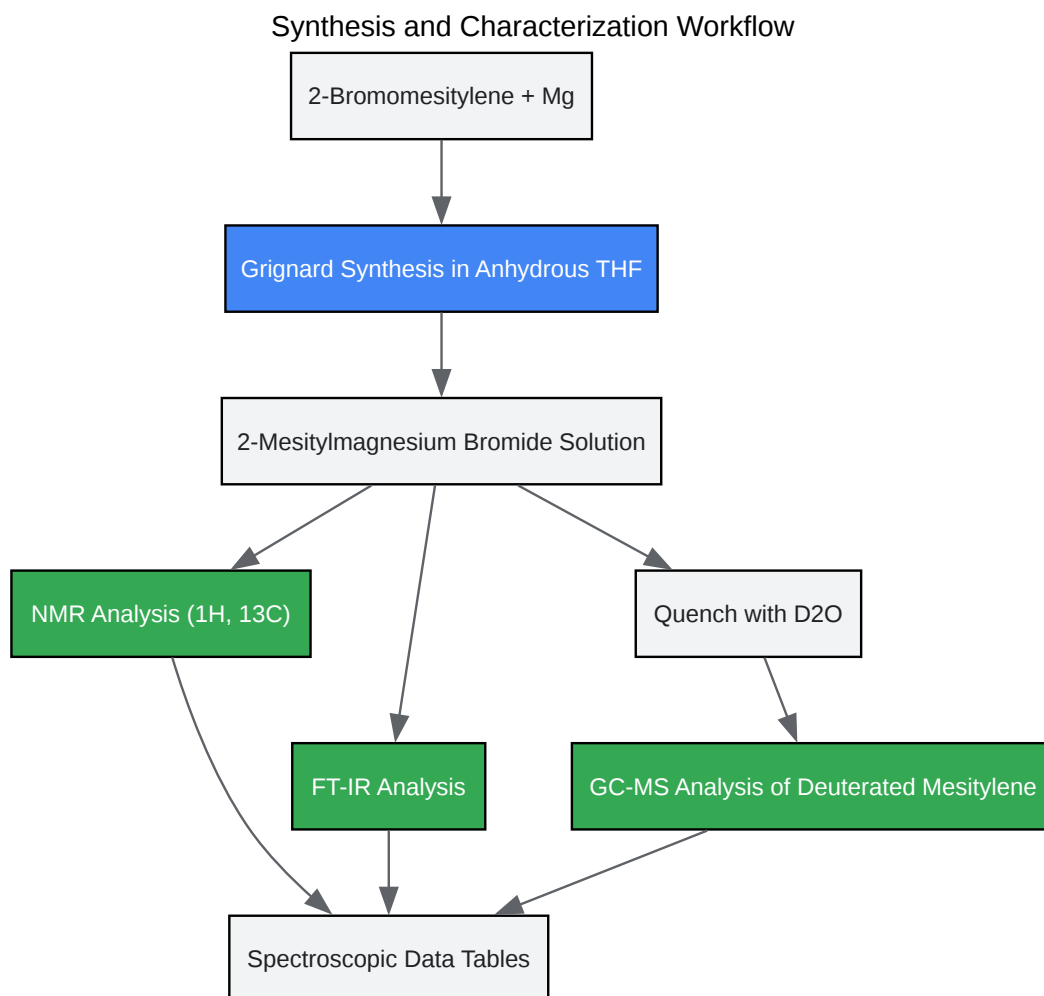 Synthesis and Characterization Workflow
2-Bromomesitylene + Mg
Grignard Synthesis in Anhydrous THF
2-Mesitylmagnesium Bromide Solution
NMR Analysis (1H, 13C)
Quench with D2O
FT-IR Analysis
GC-MS Analysis of Deuterated Mesitylene
Spectroscopic Data Tables